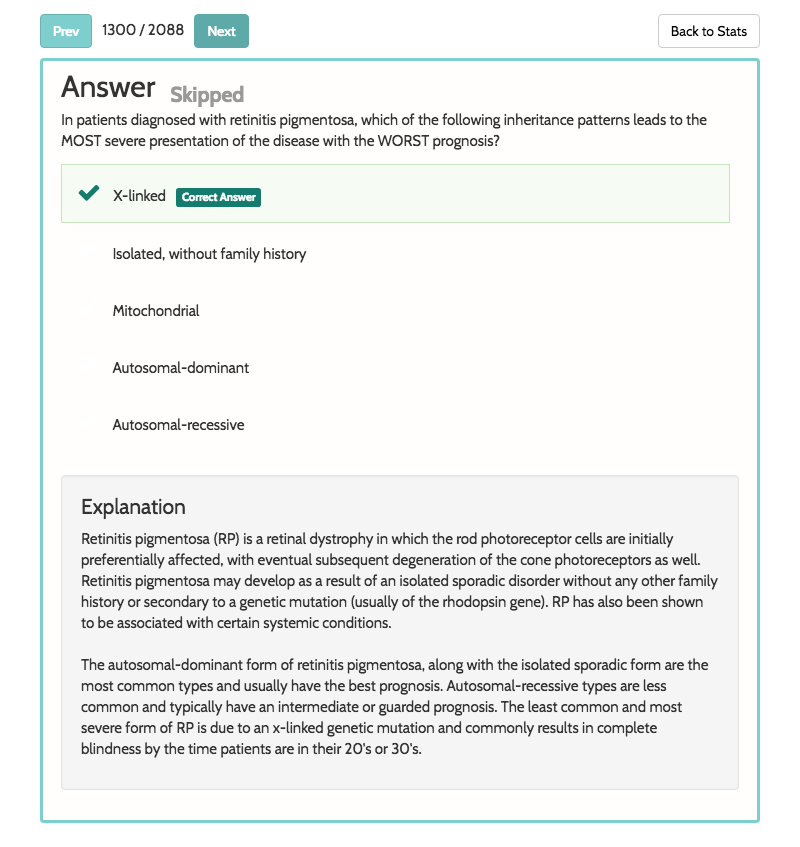 Prev 1300 / 2088 Next Back to Stats
Answer Skipped
In patients diagnosed with retinitis pigmentosa, which of the following inheritance patterns leads to the
MOST severe presentation of the disease with the WORST prognosis?
X-linked Correct Answer
Isolated, without family history
Mitochondrial
Autosomal-dominant
Autosomal-recessive
Explanation
Retinitis pigmentosa (RP) is a retinal dystrophy in which the rod photoreceptor cells are initially
preferentially affected, with eventual subsequent degeneration of the cone photoreceptors as well.
Retinitis pigmentosa may develop as a result of an isolated sporadic disorder without any other family
history or secondary to a genetic mutation (usually of the rhodopsin gene). RP has also been shown
to be associated with certain systemic conditions.
The autosomal-dominant form of retinitis pigmentosa, along with the isolated sporadic form are the
most common types and usually have the best prognosis. Autosomal-recessive types are less
common and typically have an intermediate or guarded prognosis. The least common and most
severe form of RP is due to an x-linked genetic mutation and commonly results in complete
blindness by the time patients are in their 20's or 30's.